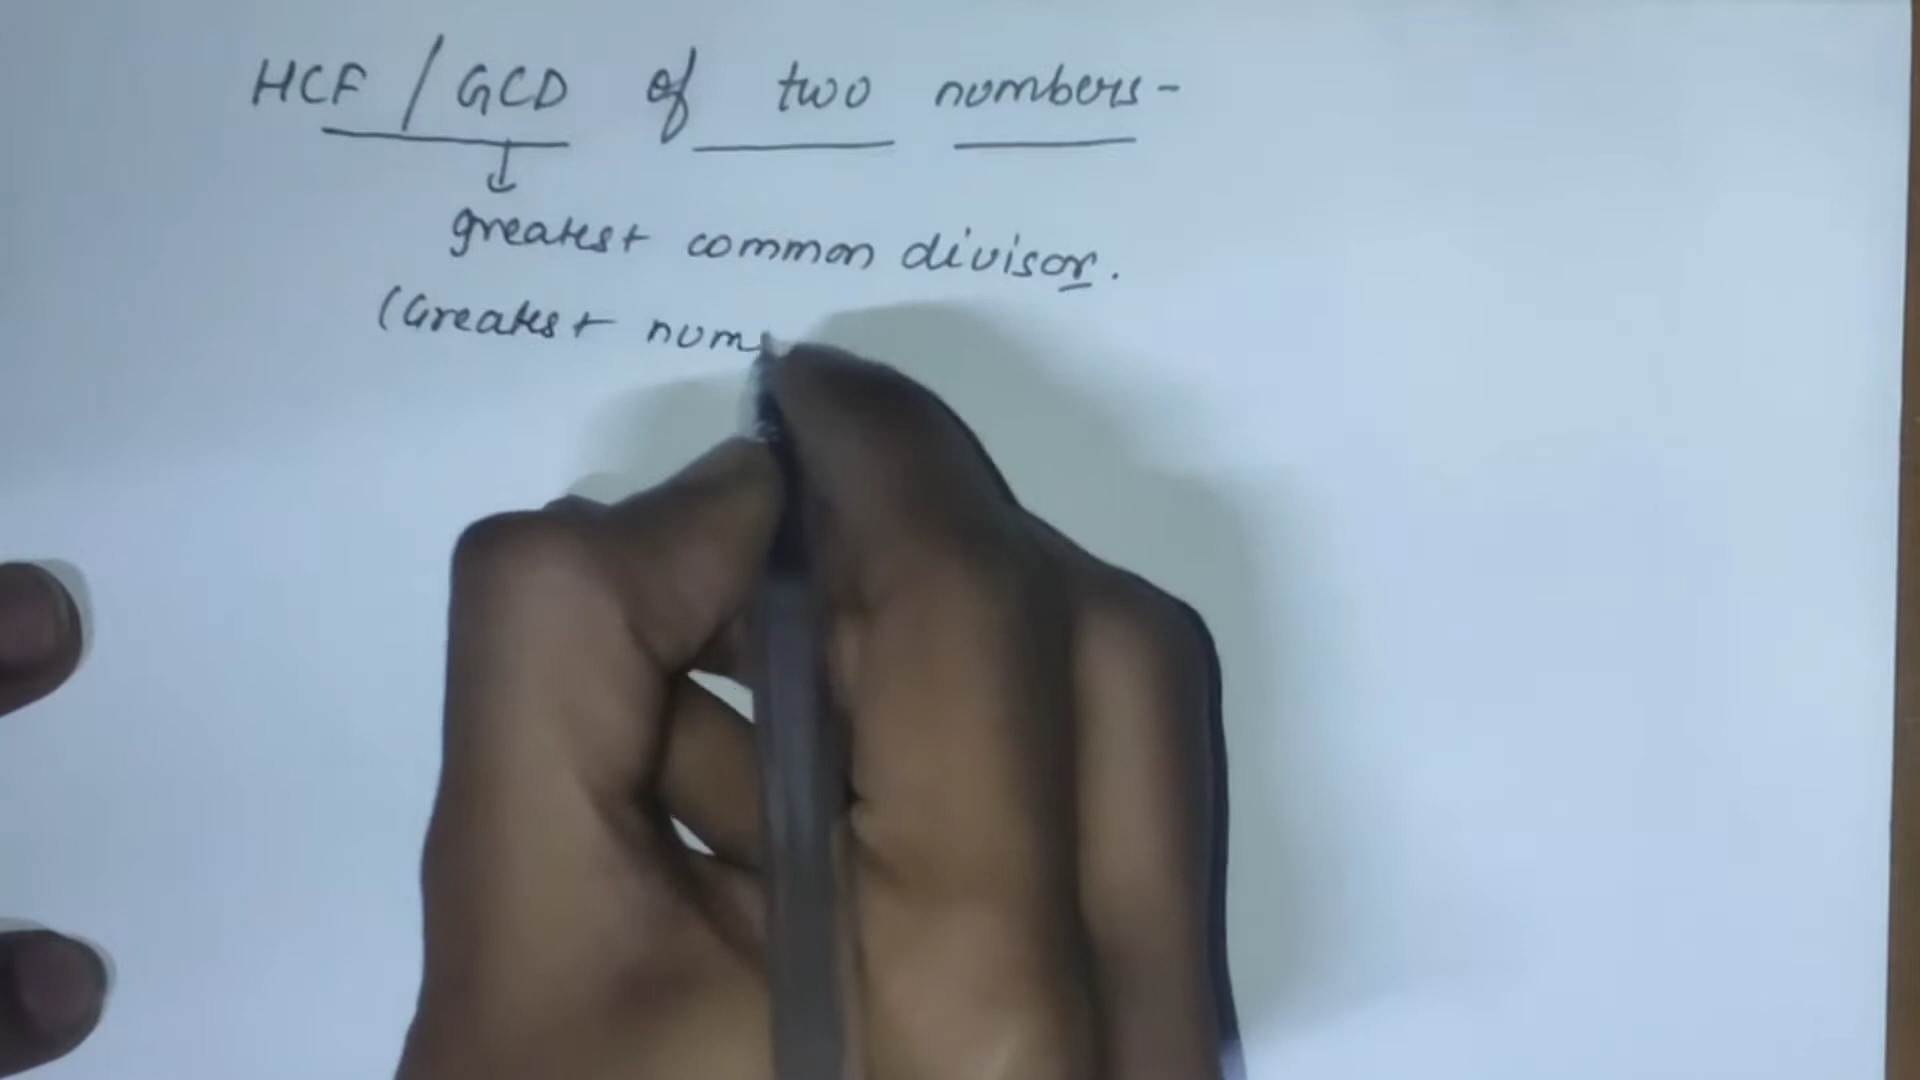 HCF / GCD of two numbers-
greatest common divisor.
(Greatest num